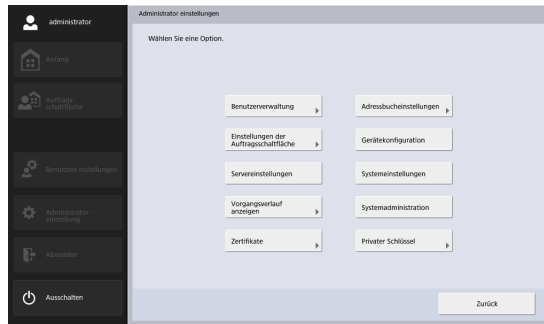 administrator
Anfang
Auftrags
schaltfläche
Benutzere instellungen
Administrator-
einstellung
Abmelden
Ausschalten
Administrator einstellungen
Wählen Sie eine Option.
Benutzerverwaltung
Adressbucheinstellungen
Einstellungen der
Auftragsschaltfläche
Gerätekonfiguration
Servereinstellungen
Systemeinstellungen
Vorgangsverlauf
anzeigen
Systemadministration
Zertifikate
Privater Schlüssel
Zurück